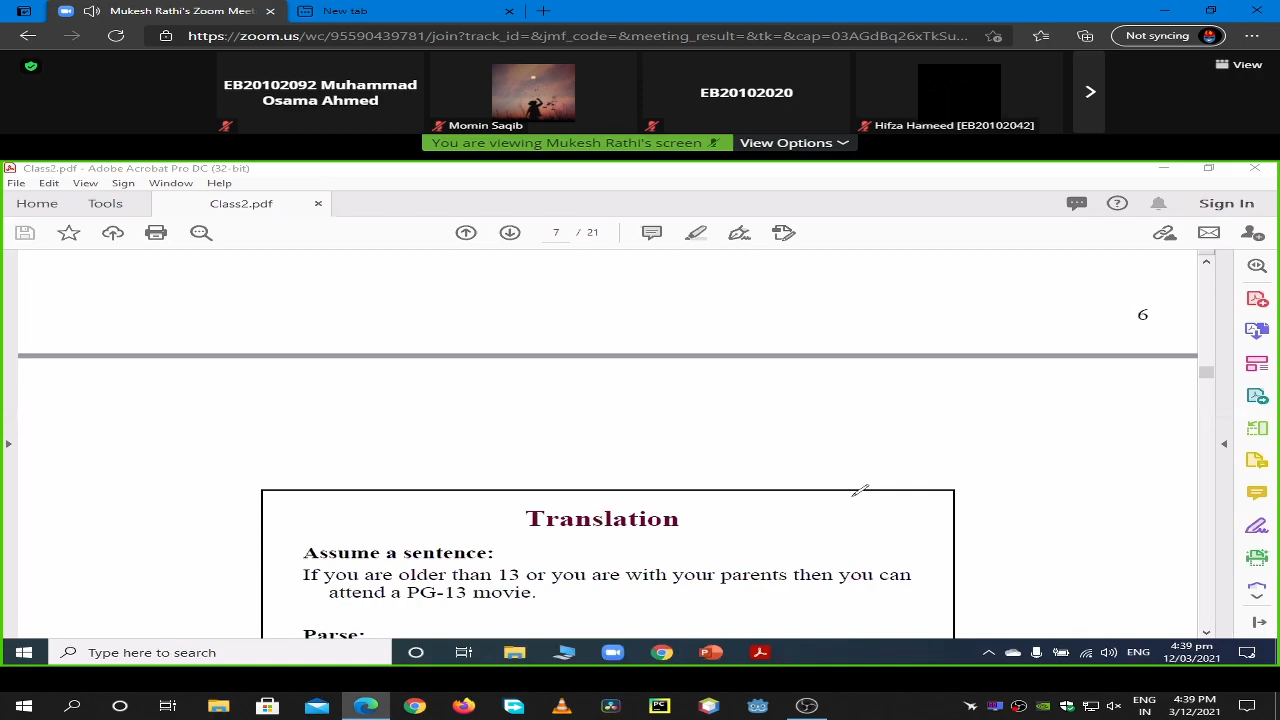 Mukesh Rathi's Zoom Meet
New tab
https://zoom.us/wc/95590439781/join?track_id=&jmf_code=&meeting_result=&tk=&cap=03AGdBq26xTkSu...
Not syncing
EB20102092 Muhammad
Osama Ahmed
Momin Saqib
EB20102020
Hifza Hameed [EB20102042]
View
You are viewing Mukesh Rathi's screen
View Options
Class2.pdf - Adobe Acrobat Pro DC (32-bit)
File Edit View Sign Window Help
Home Tools Class2.pdf Sign In
7 / 21
6
Translation
Assume a sentence:
If you are older than 13 or you are with your parents then you can
attend a PG-13 movie.
Parse:
Type here to search
ENG
4:39 pm
12/03/2021
ENG
IN
4:39 PM
3/12/2021